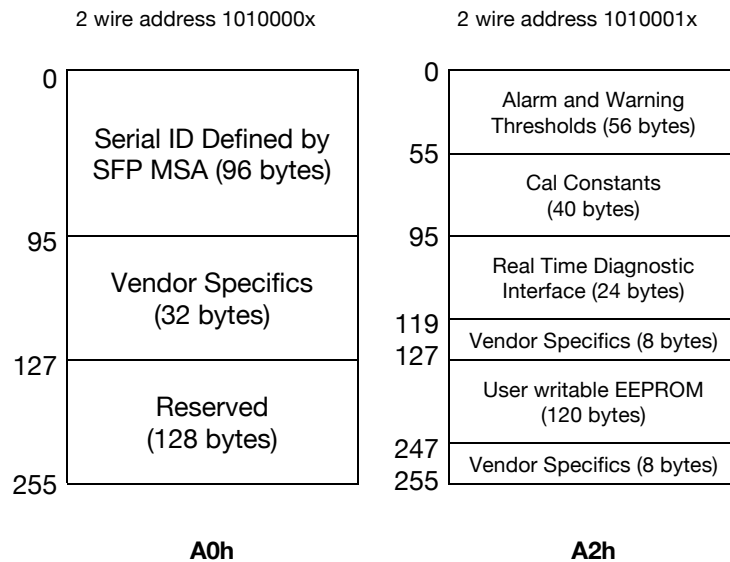 2 wire address 1010000x
0
Serial ID Defined by
SFP MSA (96 bytes)
95
Vendor Specifics
(32 bytes)
127
Reserved
(128 bytes)
255
A0h
2 wire address 1010001x
0
Alarm and Warning
Thresholds (56 bytes)
55
Cal Constants
(40 bytes)
95
Real Time Diagnostic
Interface (24 bytes)
119
Vendor Specifics (8 bytes)
127
User writable EEPROM
(120 bytes)
247
Vendor Specifics (8 bytes)
255
A2h